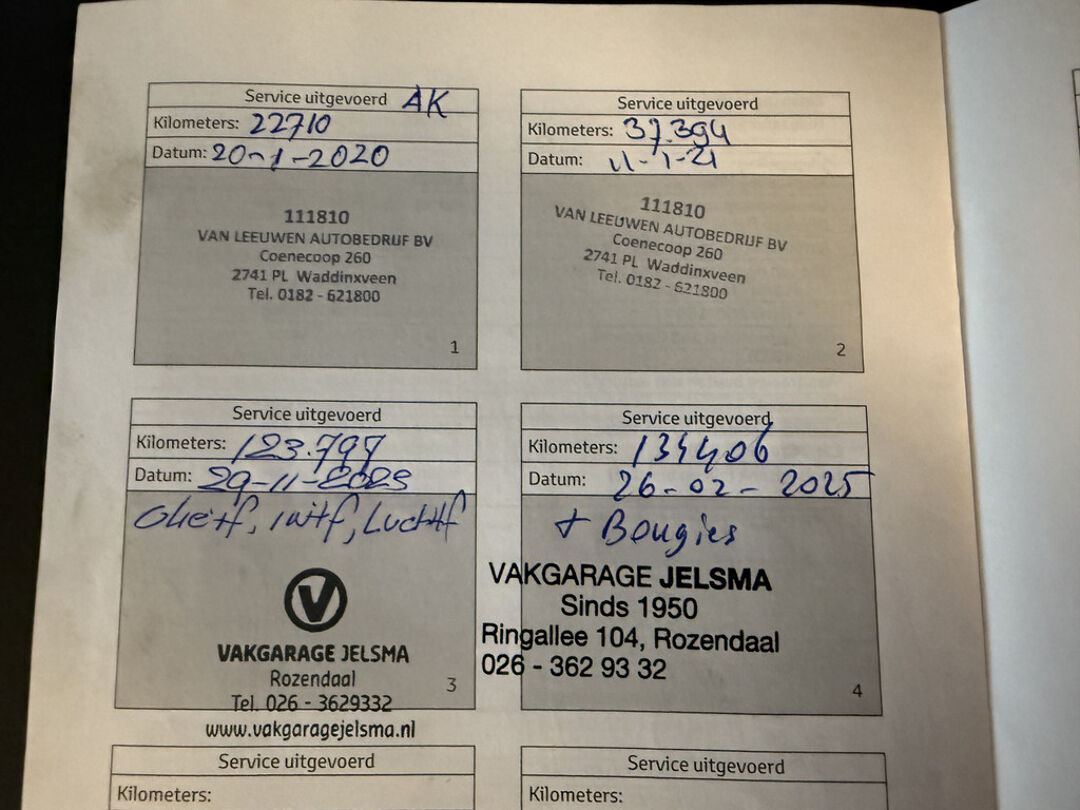 Service uitgevoerd AK
Kilometers: 22710
Datum: 20-1-2020
111810
VAN LEEUWEN AUTOBEDRIJF BV
Coenecoop 260
2741 PL Waddinxveen
Tel. 0182 - 621800
1
Service uitgevoerd
Kilometers: 37.394
Datum: 11-1-21
111810
VAN LEEUWEN AUTOBEDRIJF BV
Coenecoop 260
2741 PL Waddinxveen
Tel. 0182 - 621800
2
Service uitgevoerd
Kilometers: 123.797
Datum: 29-11-
Olief, intf, Luchtf
VAKGARAGE JELSMA
Rozendaal
Tel. 026 - 3629332
www.vakgaragejelsma.nl
3
Service uitgevoerd
Kilometers: 134406
Datum: 26-02-2025
+ Bougies
VAKGARAGE JELSMA
Sinds 1950
Ringallee 104, Rozendaal
026 - 362 93 32
4
Service uitgevoerd
Kilometers:
Service uitgevoerd
Kilometers: